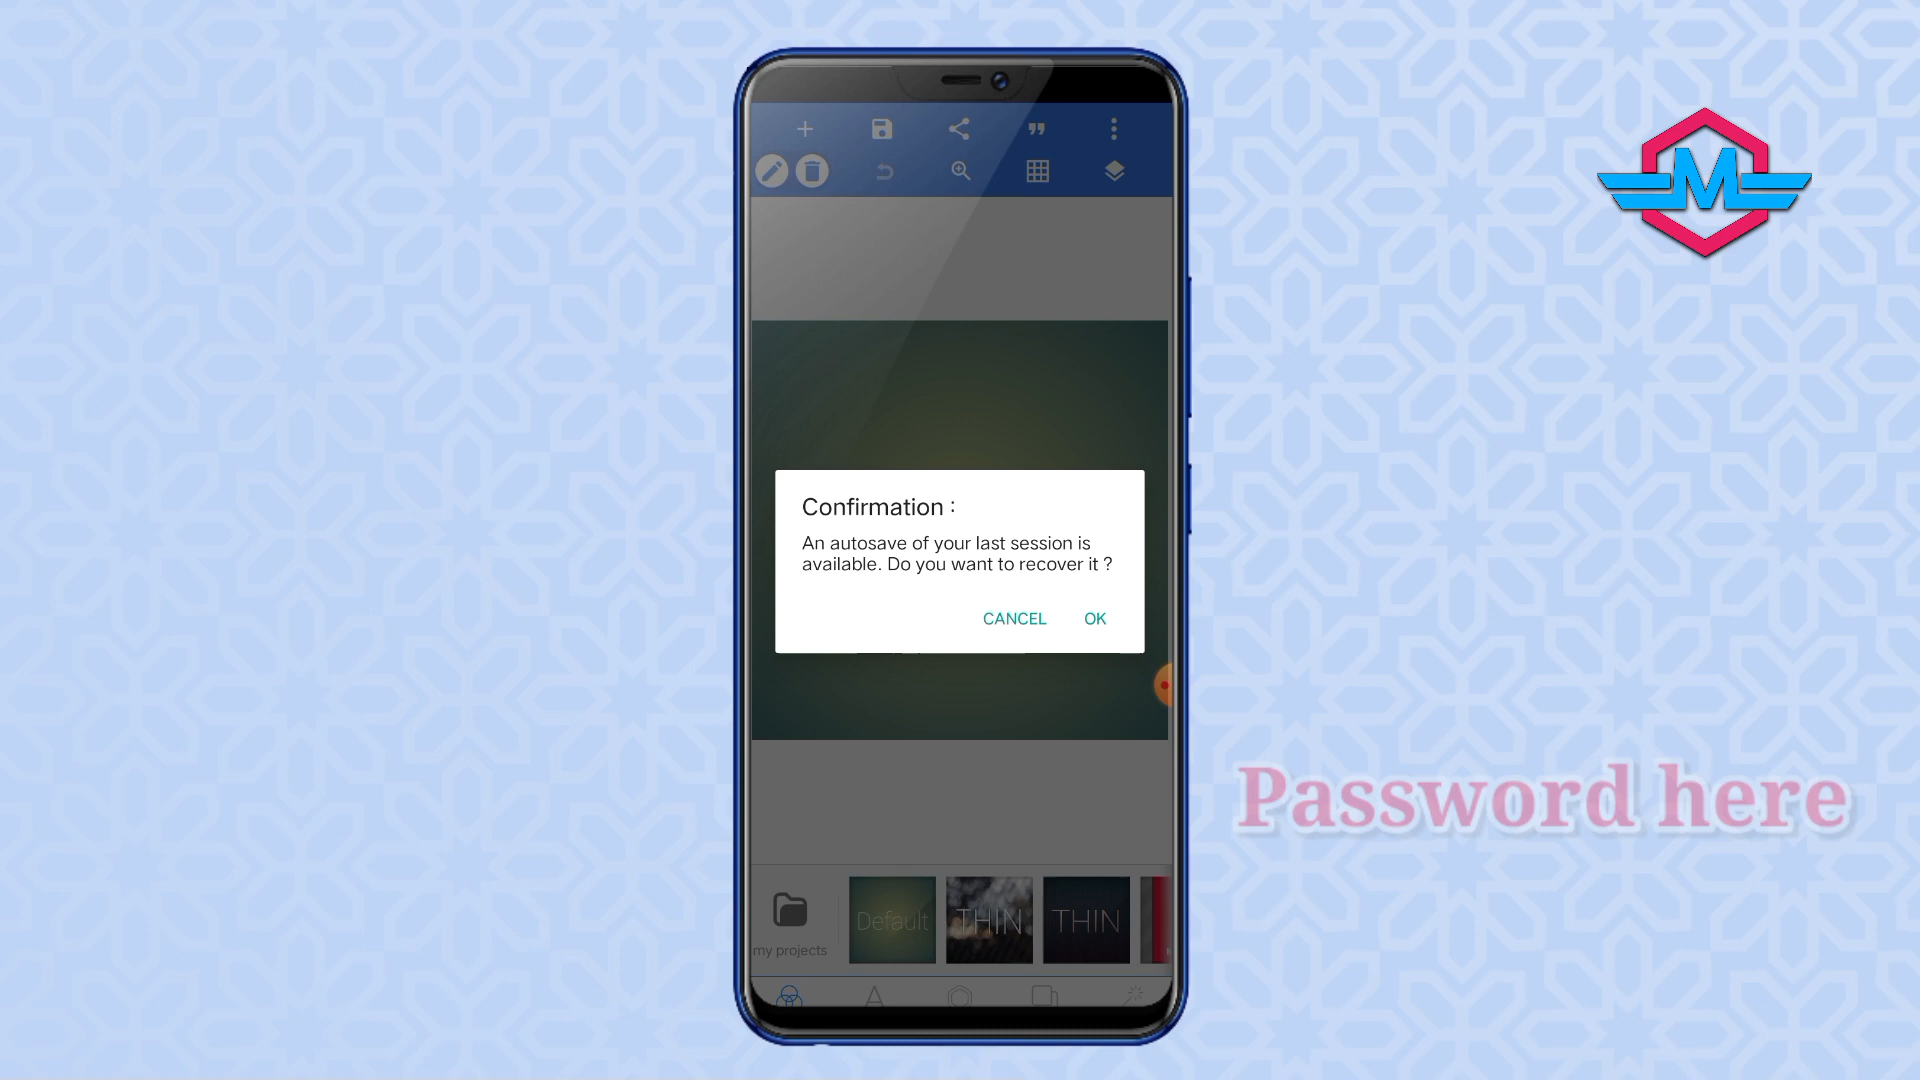 Confirmation :
An autosave of your last session is
available. Do you want to recover it ?
CANCEL OK
my projects
Default
THIN
THIN
M
Password here